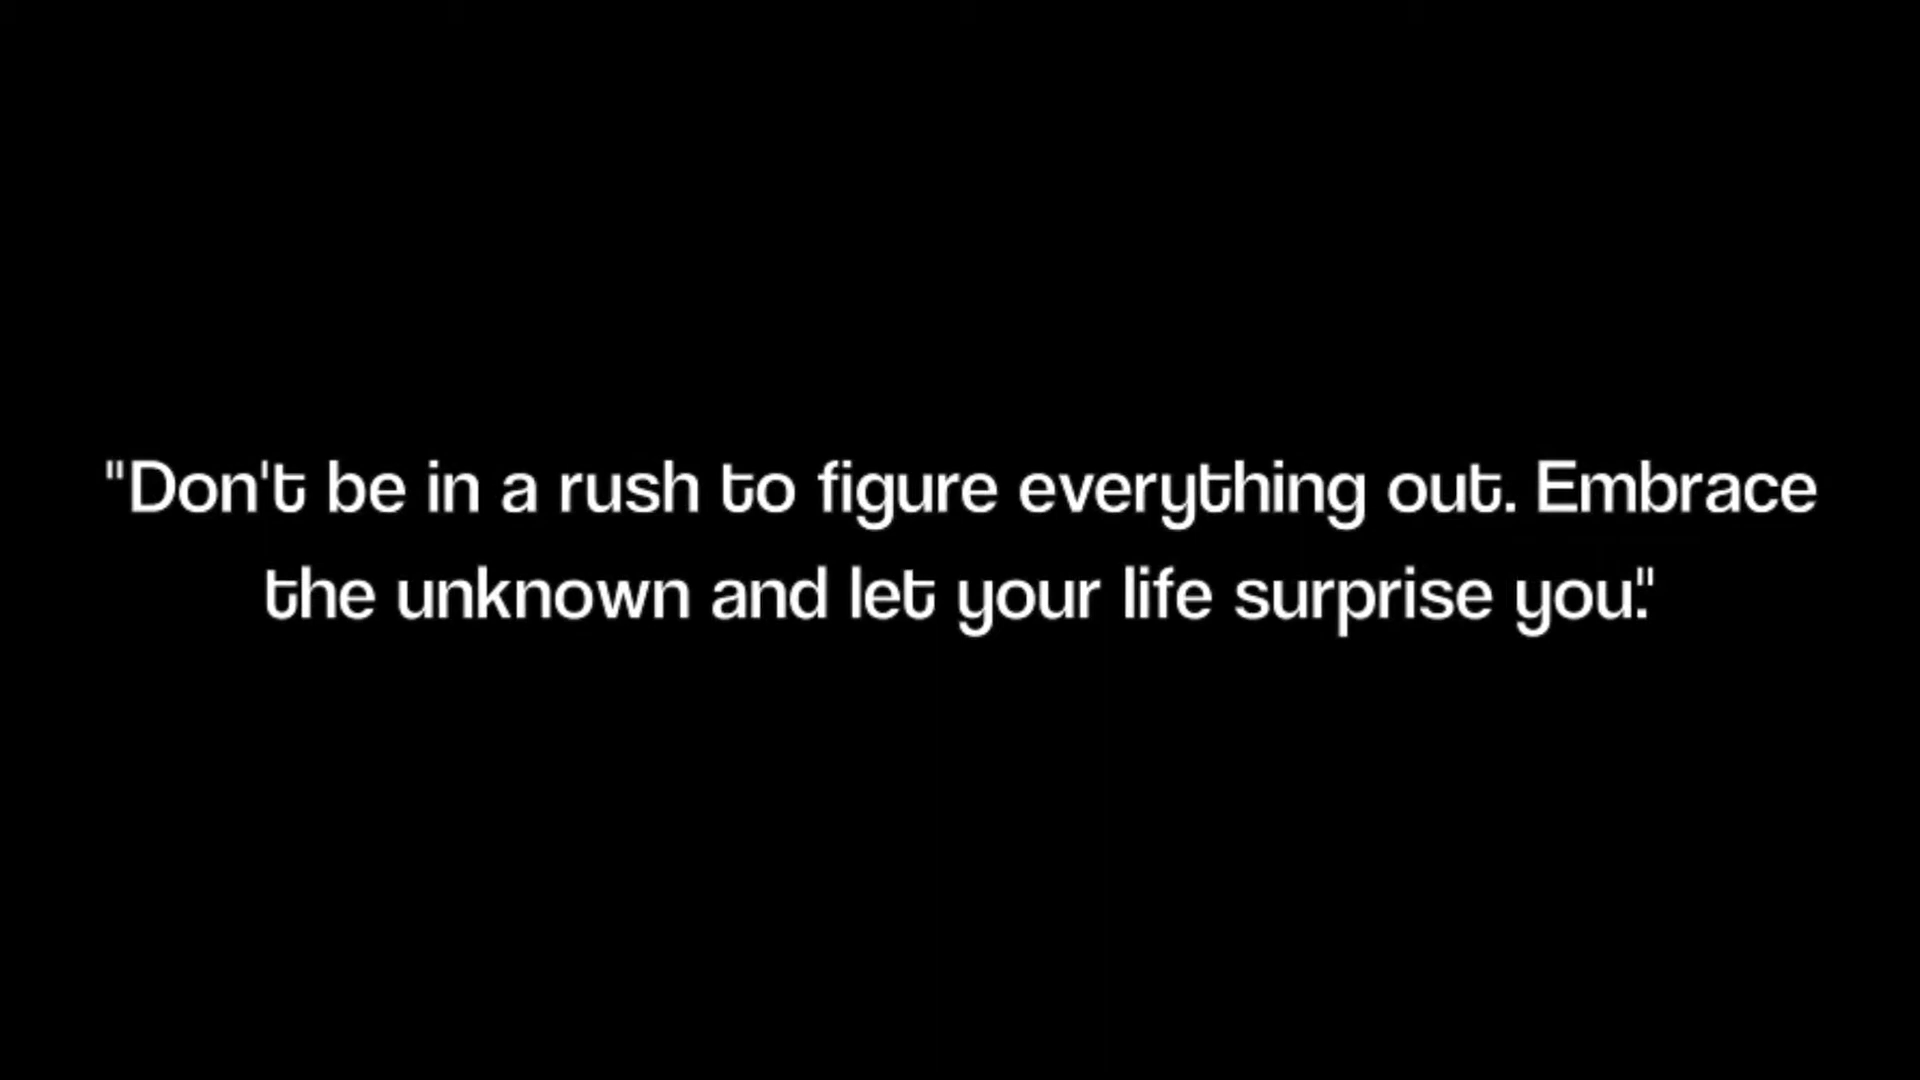 "Don't be in a rush to figure everything out. Embrace
the unknown and let your life surprise you."